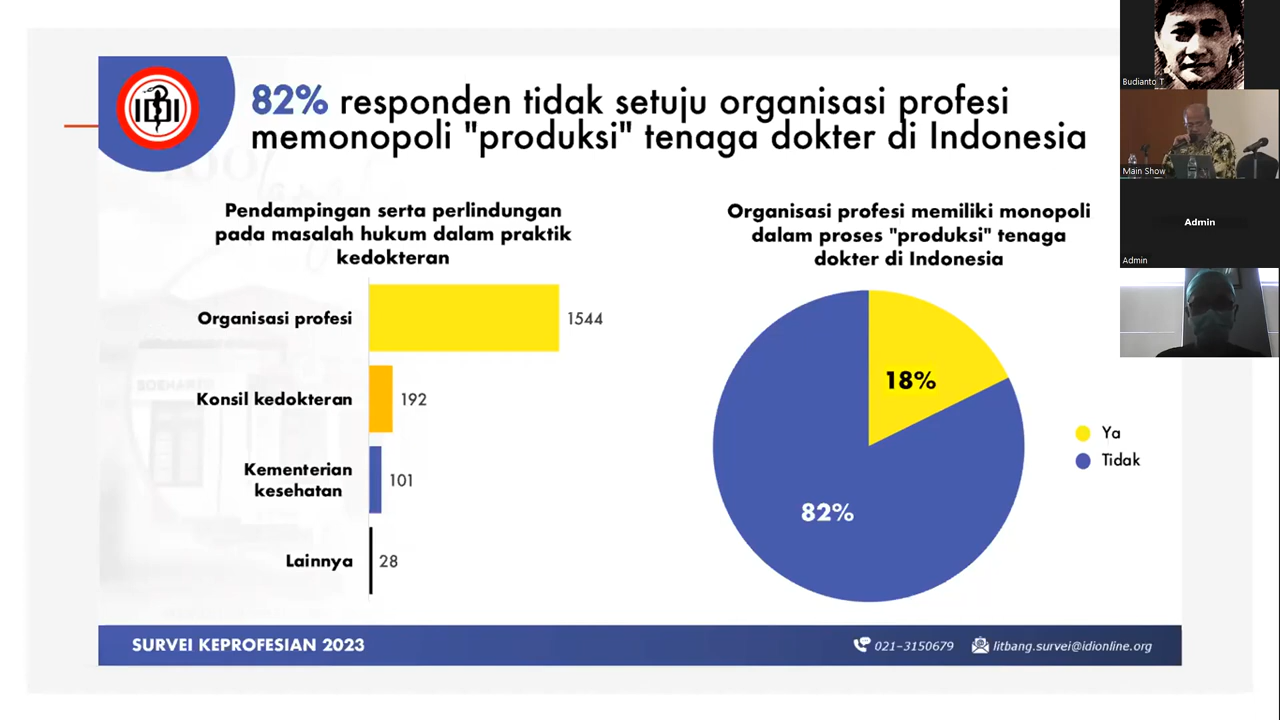 IDI
82% responden tidak setuju organisasi profesi
memonopoli "produksi" tenaga dokter di Indonesia
Pendampingan serta perlindungan
pada masalah hukum dalam praktik
kedokteran
Organisasi profesi
1544
Konsil kedokteran
192
Kementerian
kesehatan
101
Lainnya
28
Organisasi profesi memiliki monopoli
dalam proses "produksi" tenaga
dokter di Indonesia
18%
82%
Ya
Tidak
SURVEI KEPROFESIAN 2023
021-3150679
litbang.survei@idionline.org
Budianto T
Main Show
Admin
Admin